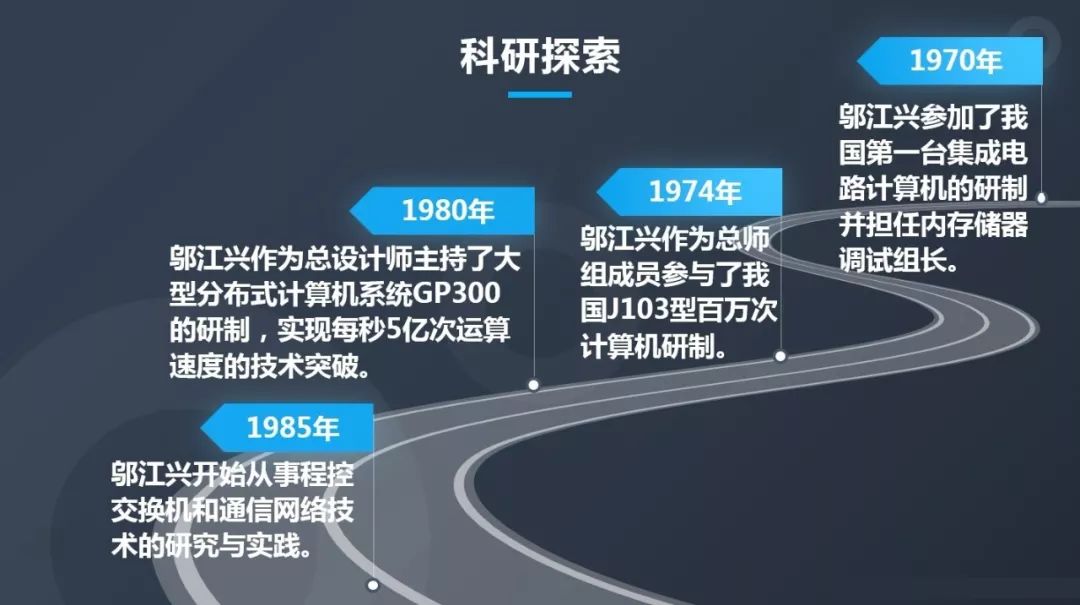 科研探索
1970年
邬江兴参加了我
国第一台集成电
路计算机的研制
并担任内存储器
调试组长。
1974年
邬江兴作为总师
组成员参与了我
国J103型百万次
计算机研制。
1980年
邬江兴作为总设计师主持了大
型分布式计算机系统GP300
的研制，实现每秒5亿次运算
速度的技术突破。
1985年
邬江兴开始从事程控
交换机和通信网络技
术的研究与实践。